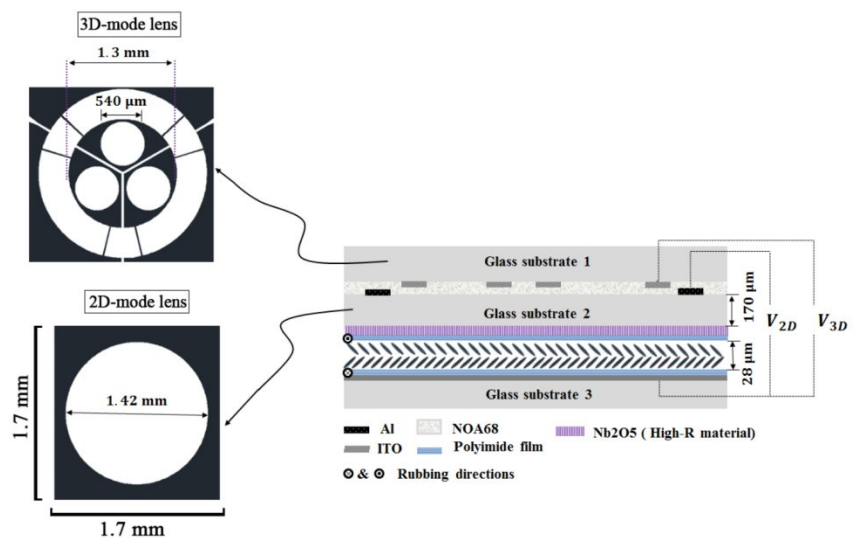 3D-mode lens
1.3 mm
540 μm
2D-mode lens
1.42 mm
1.7 mm
1.7 mm
Glass substrate 1
Glass substrate 2
Glass substrate 3
170 μm
28 μm
V2D
V3D
Al
NOA68
Nb2O5 ( High-R material)
ITO
Polyimide film
& Rubbing directions